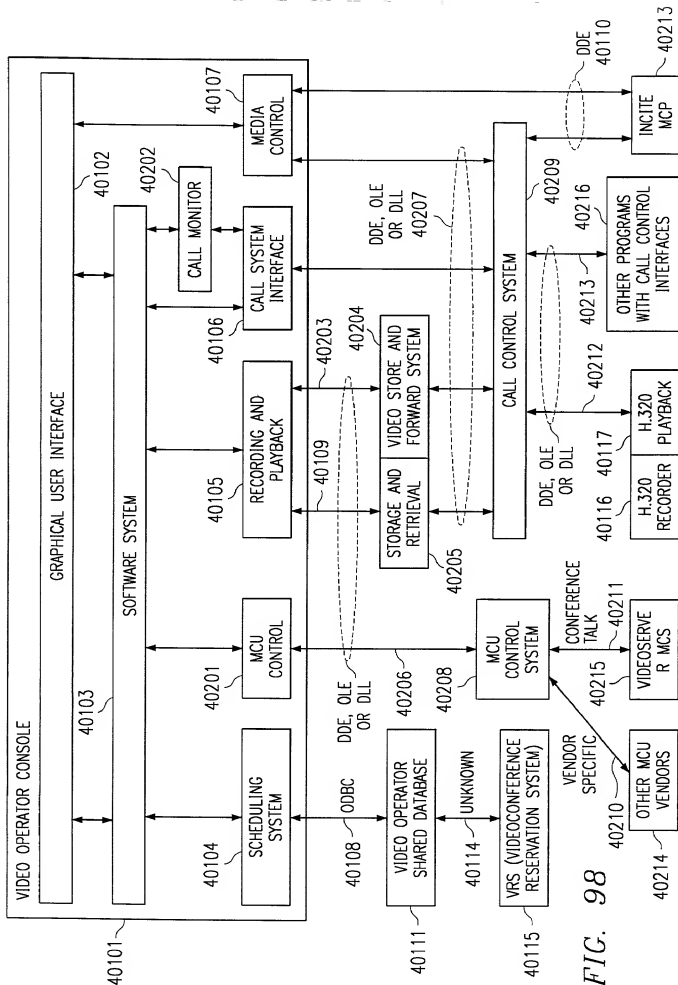 VIDEO OPERATOR CONSOLE
40101
GRAPHICAL USER INTERFACE
40102
40103
SOFTWARE SYSTEM
40202
CALL MONITOR
40107
MEDIA
CONTROL
40104
SCHEDULING
SYSTEM
40201
MCU
CONTROL
40105
RECORDING AND
PLAYBACK
40106
CALL SYSTEM
INTERFACE
40108
ODBC
DDE, OLE
OR DLL
40206
40109
40203
40204
DDE, OLE
OR DLL
40207
40111
VIDEO OPERATOR
SHARED DATABASE
STORAGE AND
RETRIEVAL
40205
VIDEO STORE AND
FORWARD SYSTEM
40114
UNKNOWN
40208
MCU
CONTROL
SYSTEM
CALL CONTROL SYSTEM
40209
DDE
40110
40115
VRS (VIDEOCONFERENCE
RESERVATION SYSTEM)
VENDOR
SPECIFIC
40210
CONFERENCE
TALK
40211
DDE, OLE
OR DLL
40212
40213
FIG. 98
40214
OTHER MCU
VENDORS
40215
VIDEOSERVE
R MCS
40116
H.320
RECORDER
40117
H.320
PLAYBACK
40216
OTHER PROGRAMS
WITH CALL CONTROL
INTERFACES
40213
INCITE
MCP